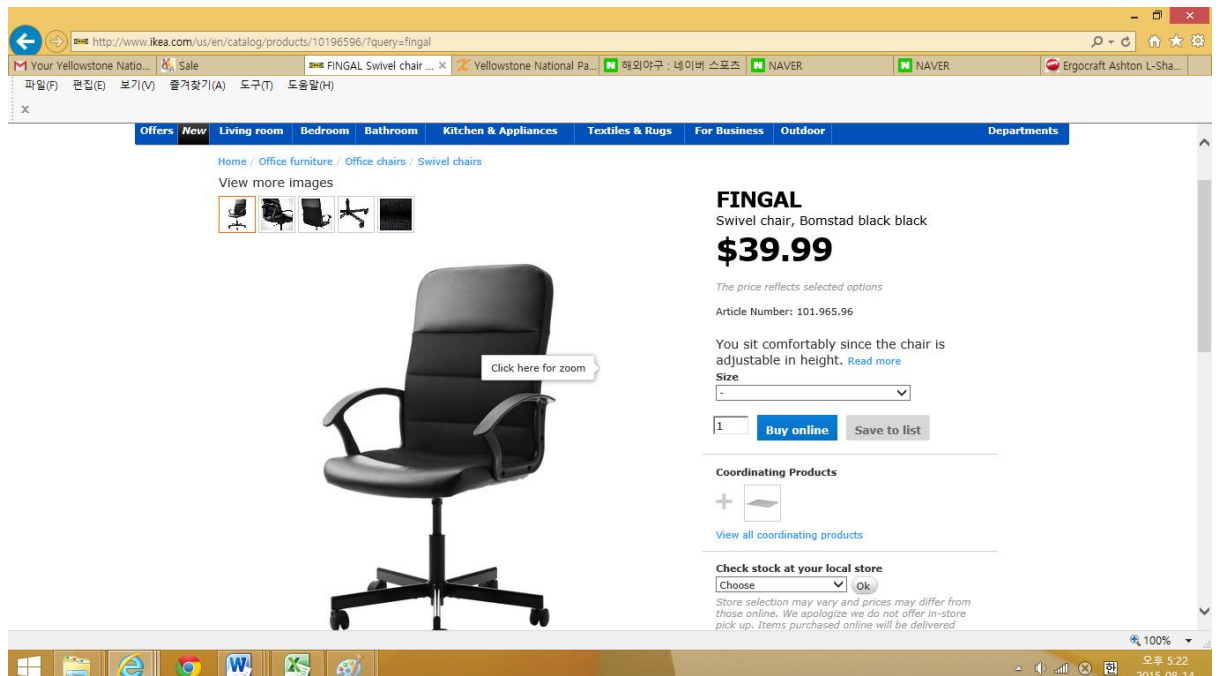 http://www.ikea.com/us/en/catalog/products/10196596/?query=fingal
Your Yellowstone Natio... Sale FINGAL Swivel chair ... Yellowstone National Pa... 해외야구 : 네이버 스포츠 NAVER NAVER Ergocraft Ashton L-Sha...
파일(F) 편집(E) 보기(V) 즐겨찾기(A) 도구(T) 도움말(H)
x
Offers New Living room Bedroom Bathroom Kitchen & Appliances Textiles & Rugs For Business Outdoor Departments
Home / Office furniture / Office chairs / Swivel chairs
View more images
FINGAL
Swivel chair, Bomstad black black
$39.99
The price reflects selected options
Article Number: 101.965.96
You sit comfortably since the chair is
adjustable in height. Read more
Size
-
Click here for zoom
1 Buy online Save to list
Coordinating Products
View all coordinating products
Check stock at your local store
Choose Ok
Store selection may vary and prices may differ from
those online. We apologize we do not offer in-store
pick up. Items purchased online will be delivered
100%
한 오후 5:22
2015-08-14